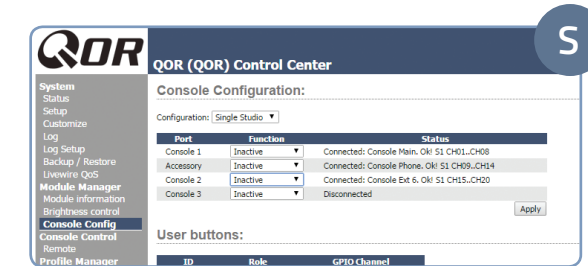 QOR
S
QOR (QOR) Control Center
System
Status
Setup
Customize
Log
Log Setup
Backup / Restore
Livewire QoS
Module Manager
Module information
Brightness control
Console Config
Console Control
Remote
Profile Manager
Console Configuration:
Configuration: Single Studio
Port Function Status
Console 1 Inactive Connected: Console Main. Ok! S1 CH01..CH08
Accessory Inactive Connected: Console Phone. Ok! S1 CH09..CH14
Console 2 Inactive Connected: Console Ext 6. Ok! S1 CH15..CH20
Console 3 Inactive Disconnected
Apply
User buttons:
ID Role GPIO Channel